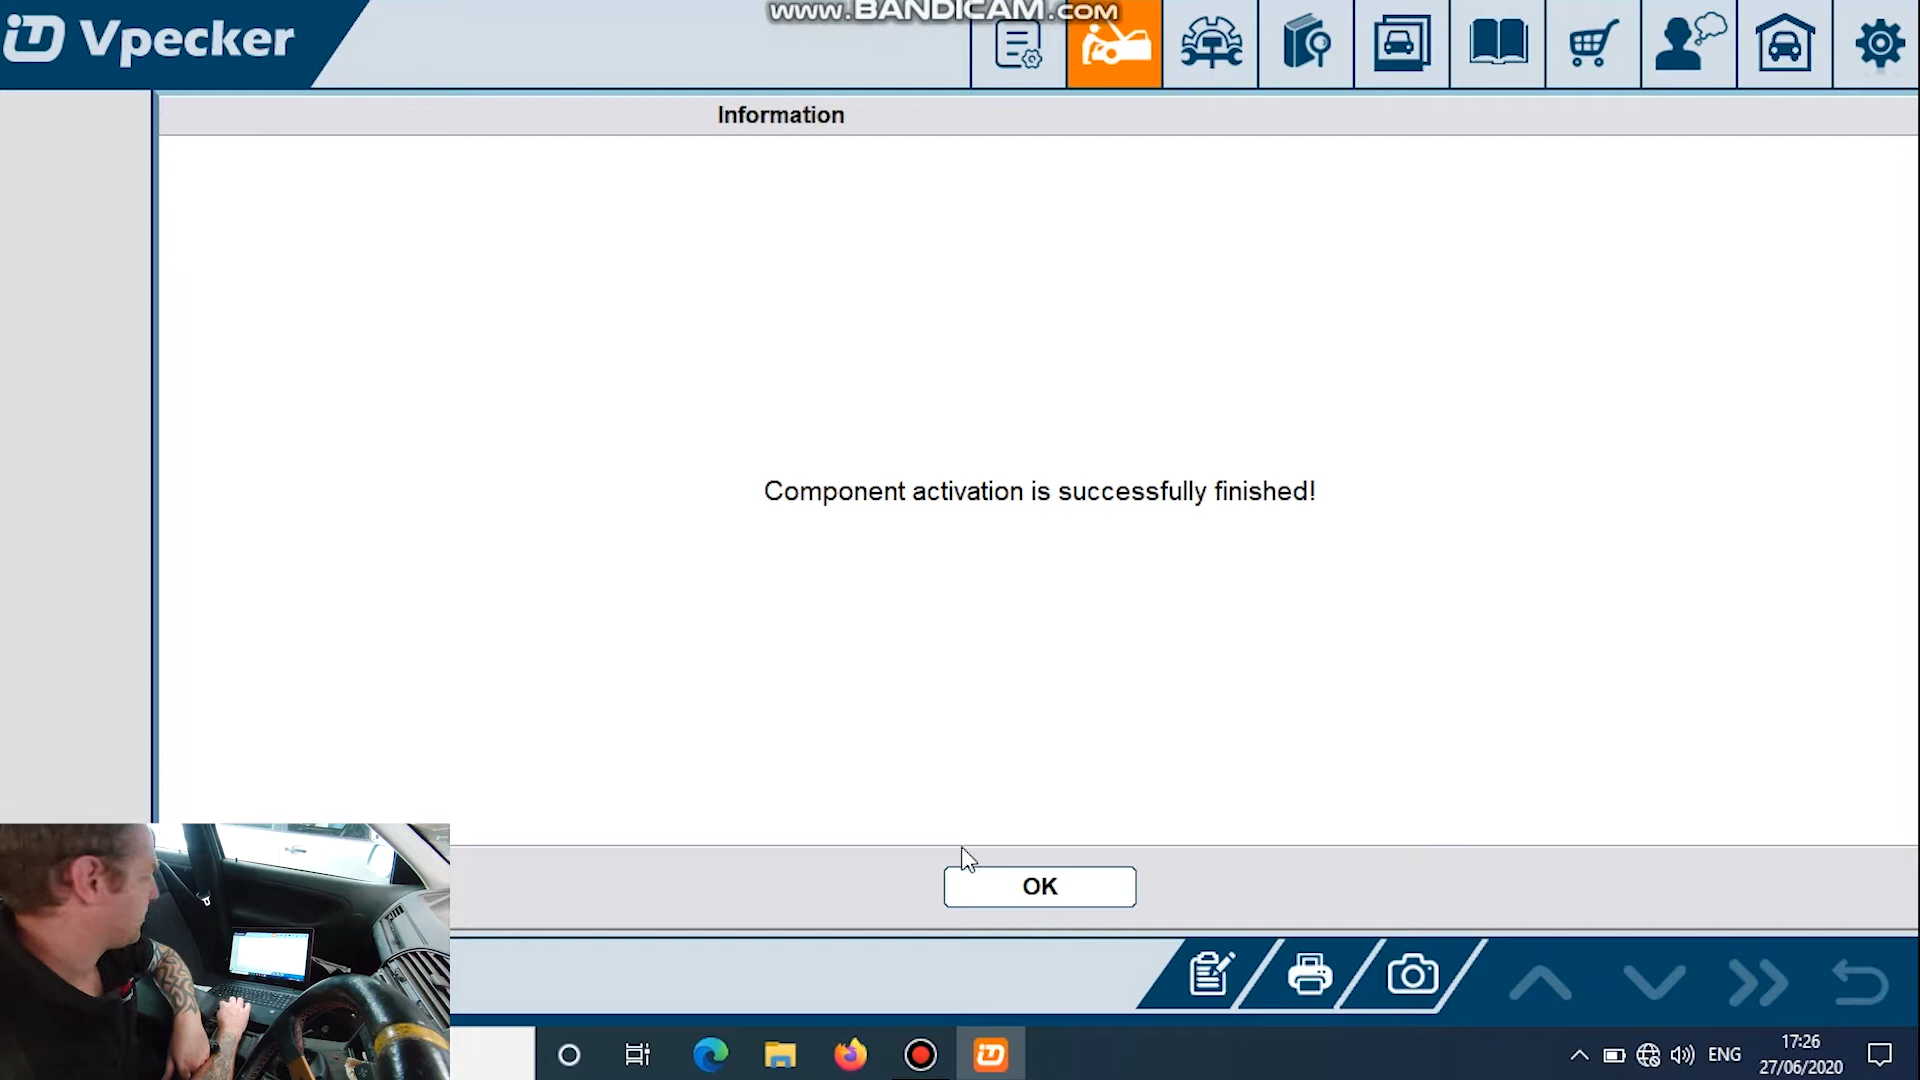 www.BANDICAM.com
Vpecker
Information
Component activation is successfully finished!
OK
ENG
17:26
27/06/2020